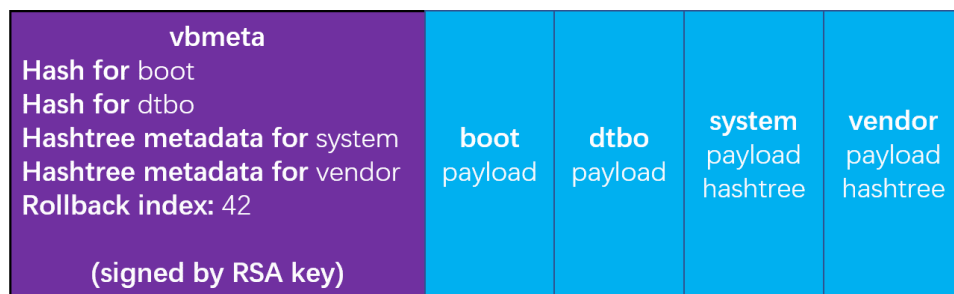 vbmeta
Hash for boot
Hash for dtbo
Hashtree metadata for system
Hashtree metadata for vendor
Rollback index: 42
(signed by RSA key)
boot
payload
dtbo
payload
system
payload
hashtree
vendor
payload
hashtree